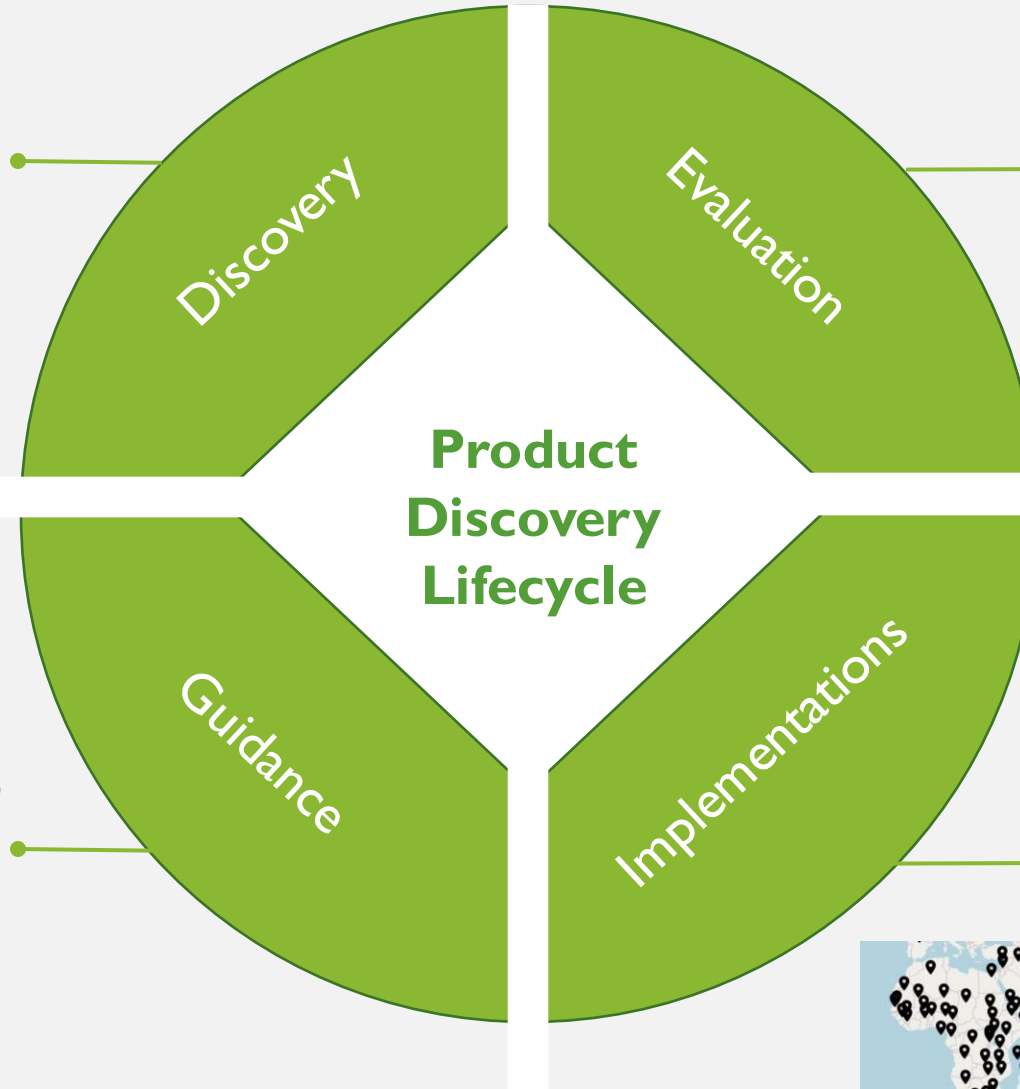 Discovery
Evaluation
Product
Discovery
Lifecycle
Guidance
Implementations